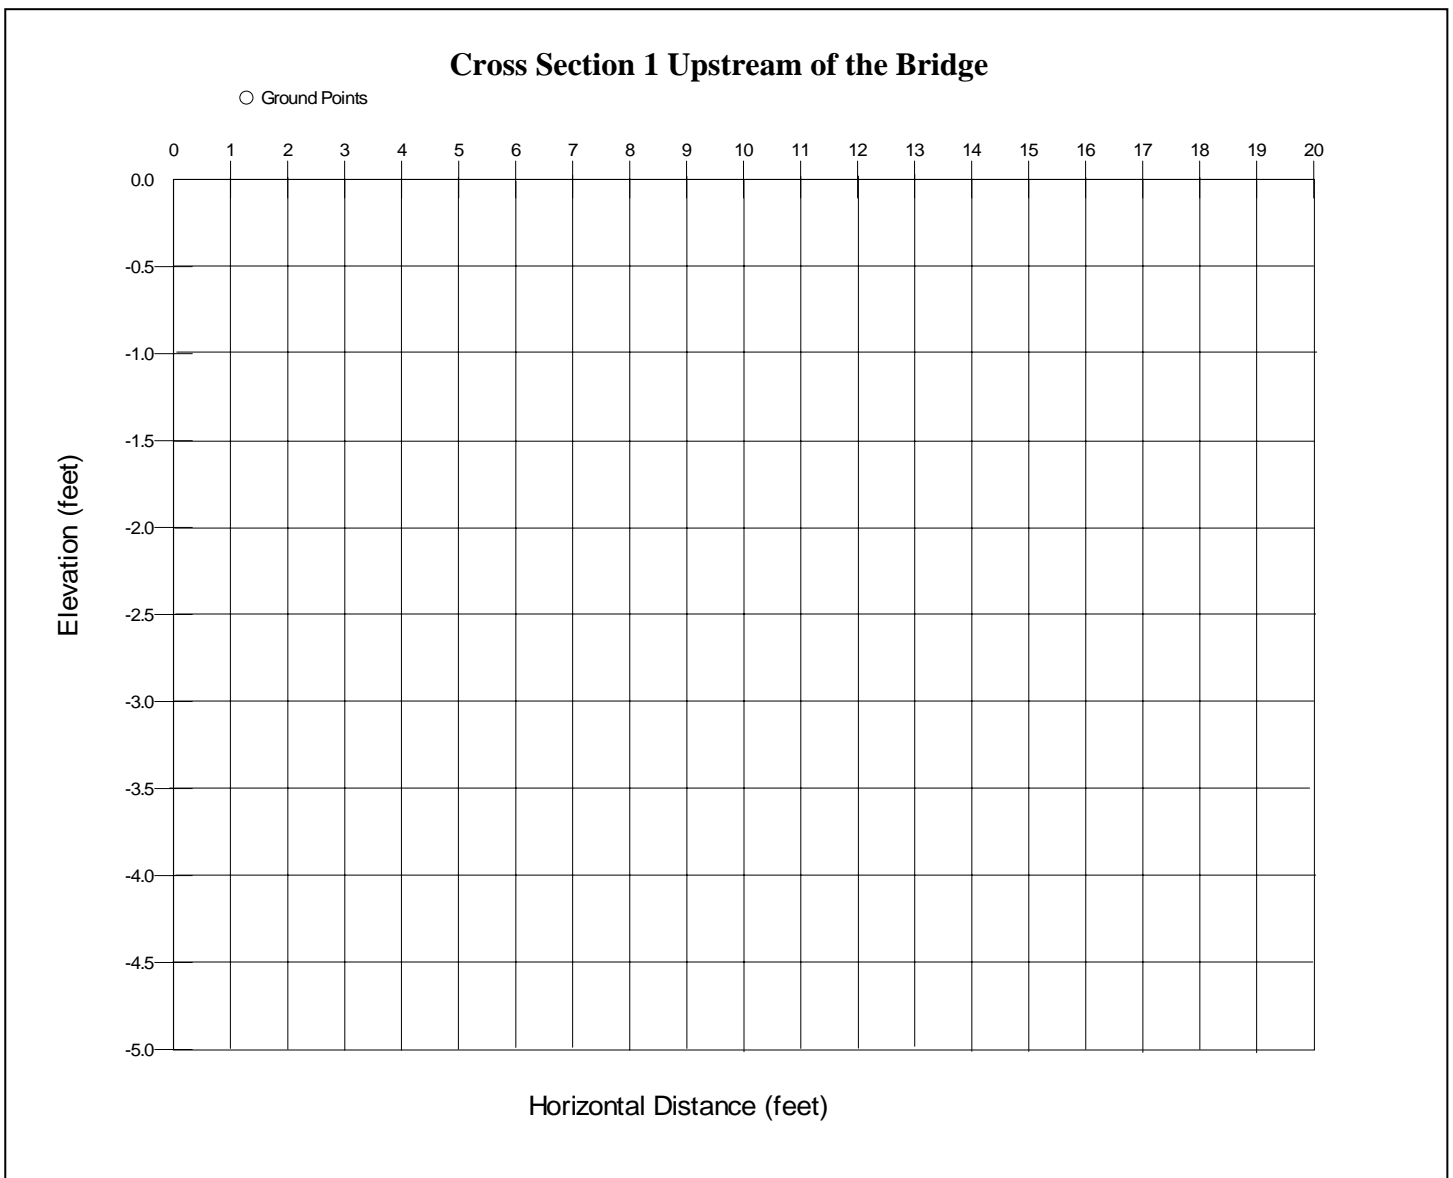 Cross Section 1 Upstream of the Bridge
Ground Points
0 1 2 3 4 5 6 7 8 9 10 11 12 13 14 15 16 17 18 19 20
0.0
-0.5
-1.0
-1.5
-2.0
-2.5
-3.0
-3.5
-4.0
-4.5
-5.0
Elevation (feet)
Horizontal Distance (feet)